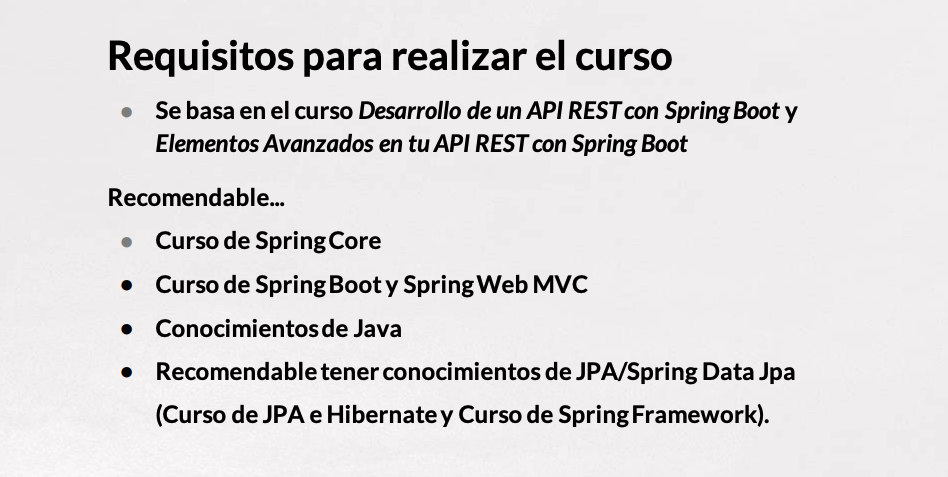 Requisitos para realizar el curso
● Se basa en el curso Desarrollo de un API REST con Spring Boot y
Elementos Avanzados en tu API REST con Spring Boot
Recomendable...
● Curso de Spring Core
● Curso de Spring Boot y Spring Web MVC
● Conocimientos de Java
● Recomendable tener conocimientos de JPA/Spring Data Jpa
(Curso de JPA e Hibernate y Curso de Spring Framework).